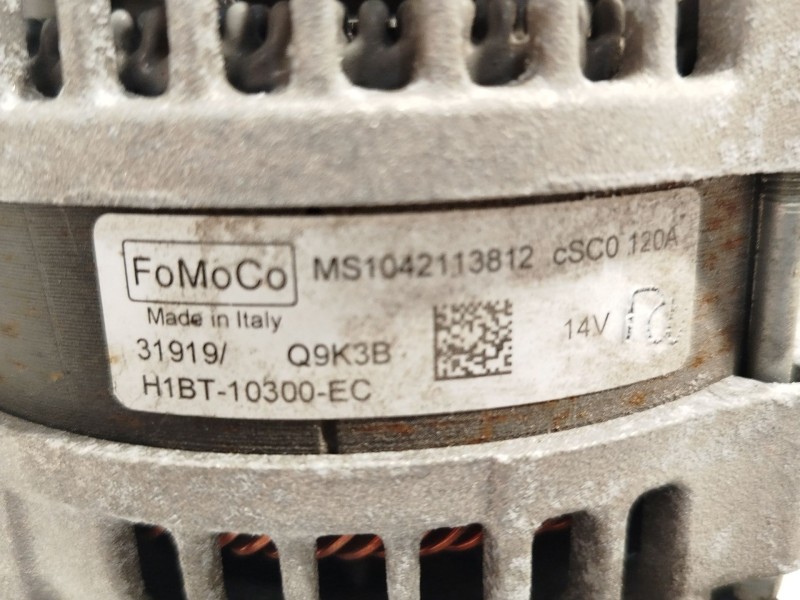 FoMoCo MS1042113812 cSC0 120A
Made in Italy
31919/ Q9K3B 14V
H1BT-10300-EC